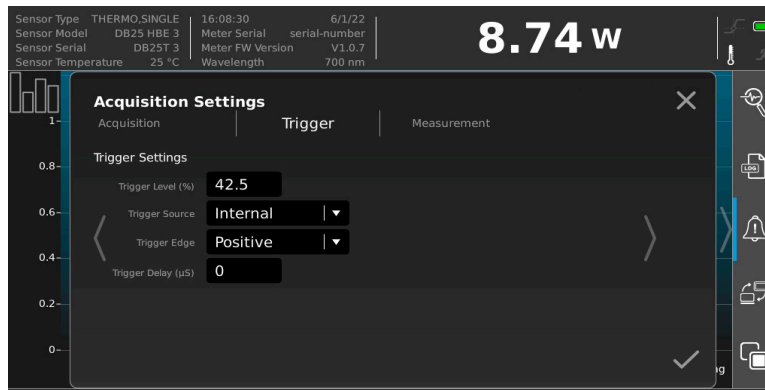 Sensor Type THERMO,SINGLE
Sensor Model DB25 HBE 3
Sensor Serial DB25T 3
Sensor Temperature 25 °C
16:08:30 6/1/22
Meter Serial serial-number
Meter FW Version V1.0.7
Wavelength 700 nm
8.74 W
Acquisition Settings
Acquisition Trigger Measurement
Trigger Settings
Trigger Level (%) 42.5
Trigger Source Internal
Trigger Edge Positive
Trigger Delay (µS) 0
1
0.8
0.6
0.4
0.2
0
LOG
ng